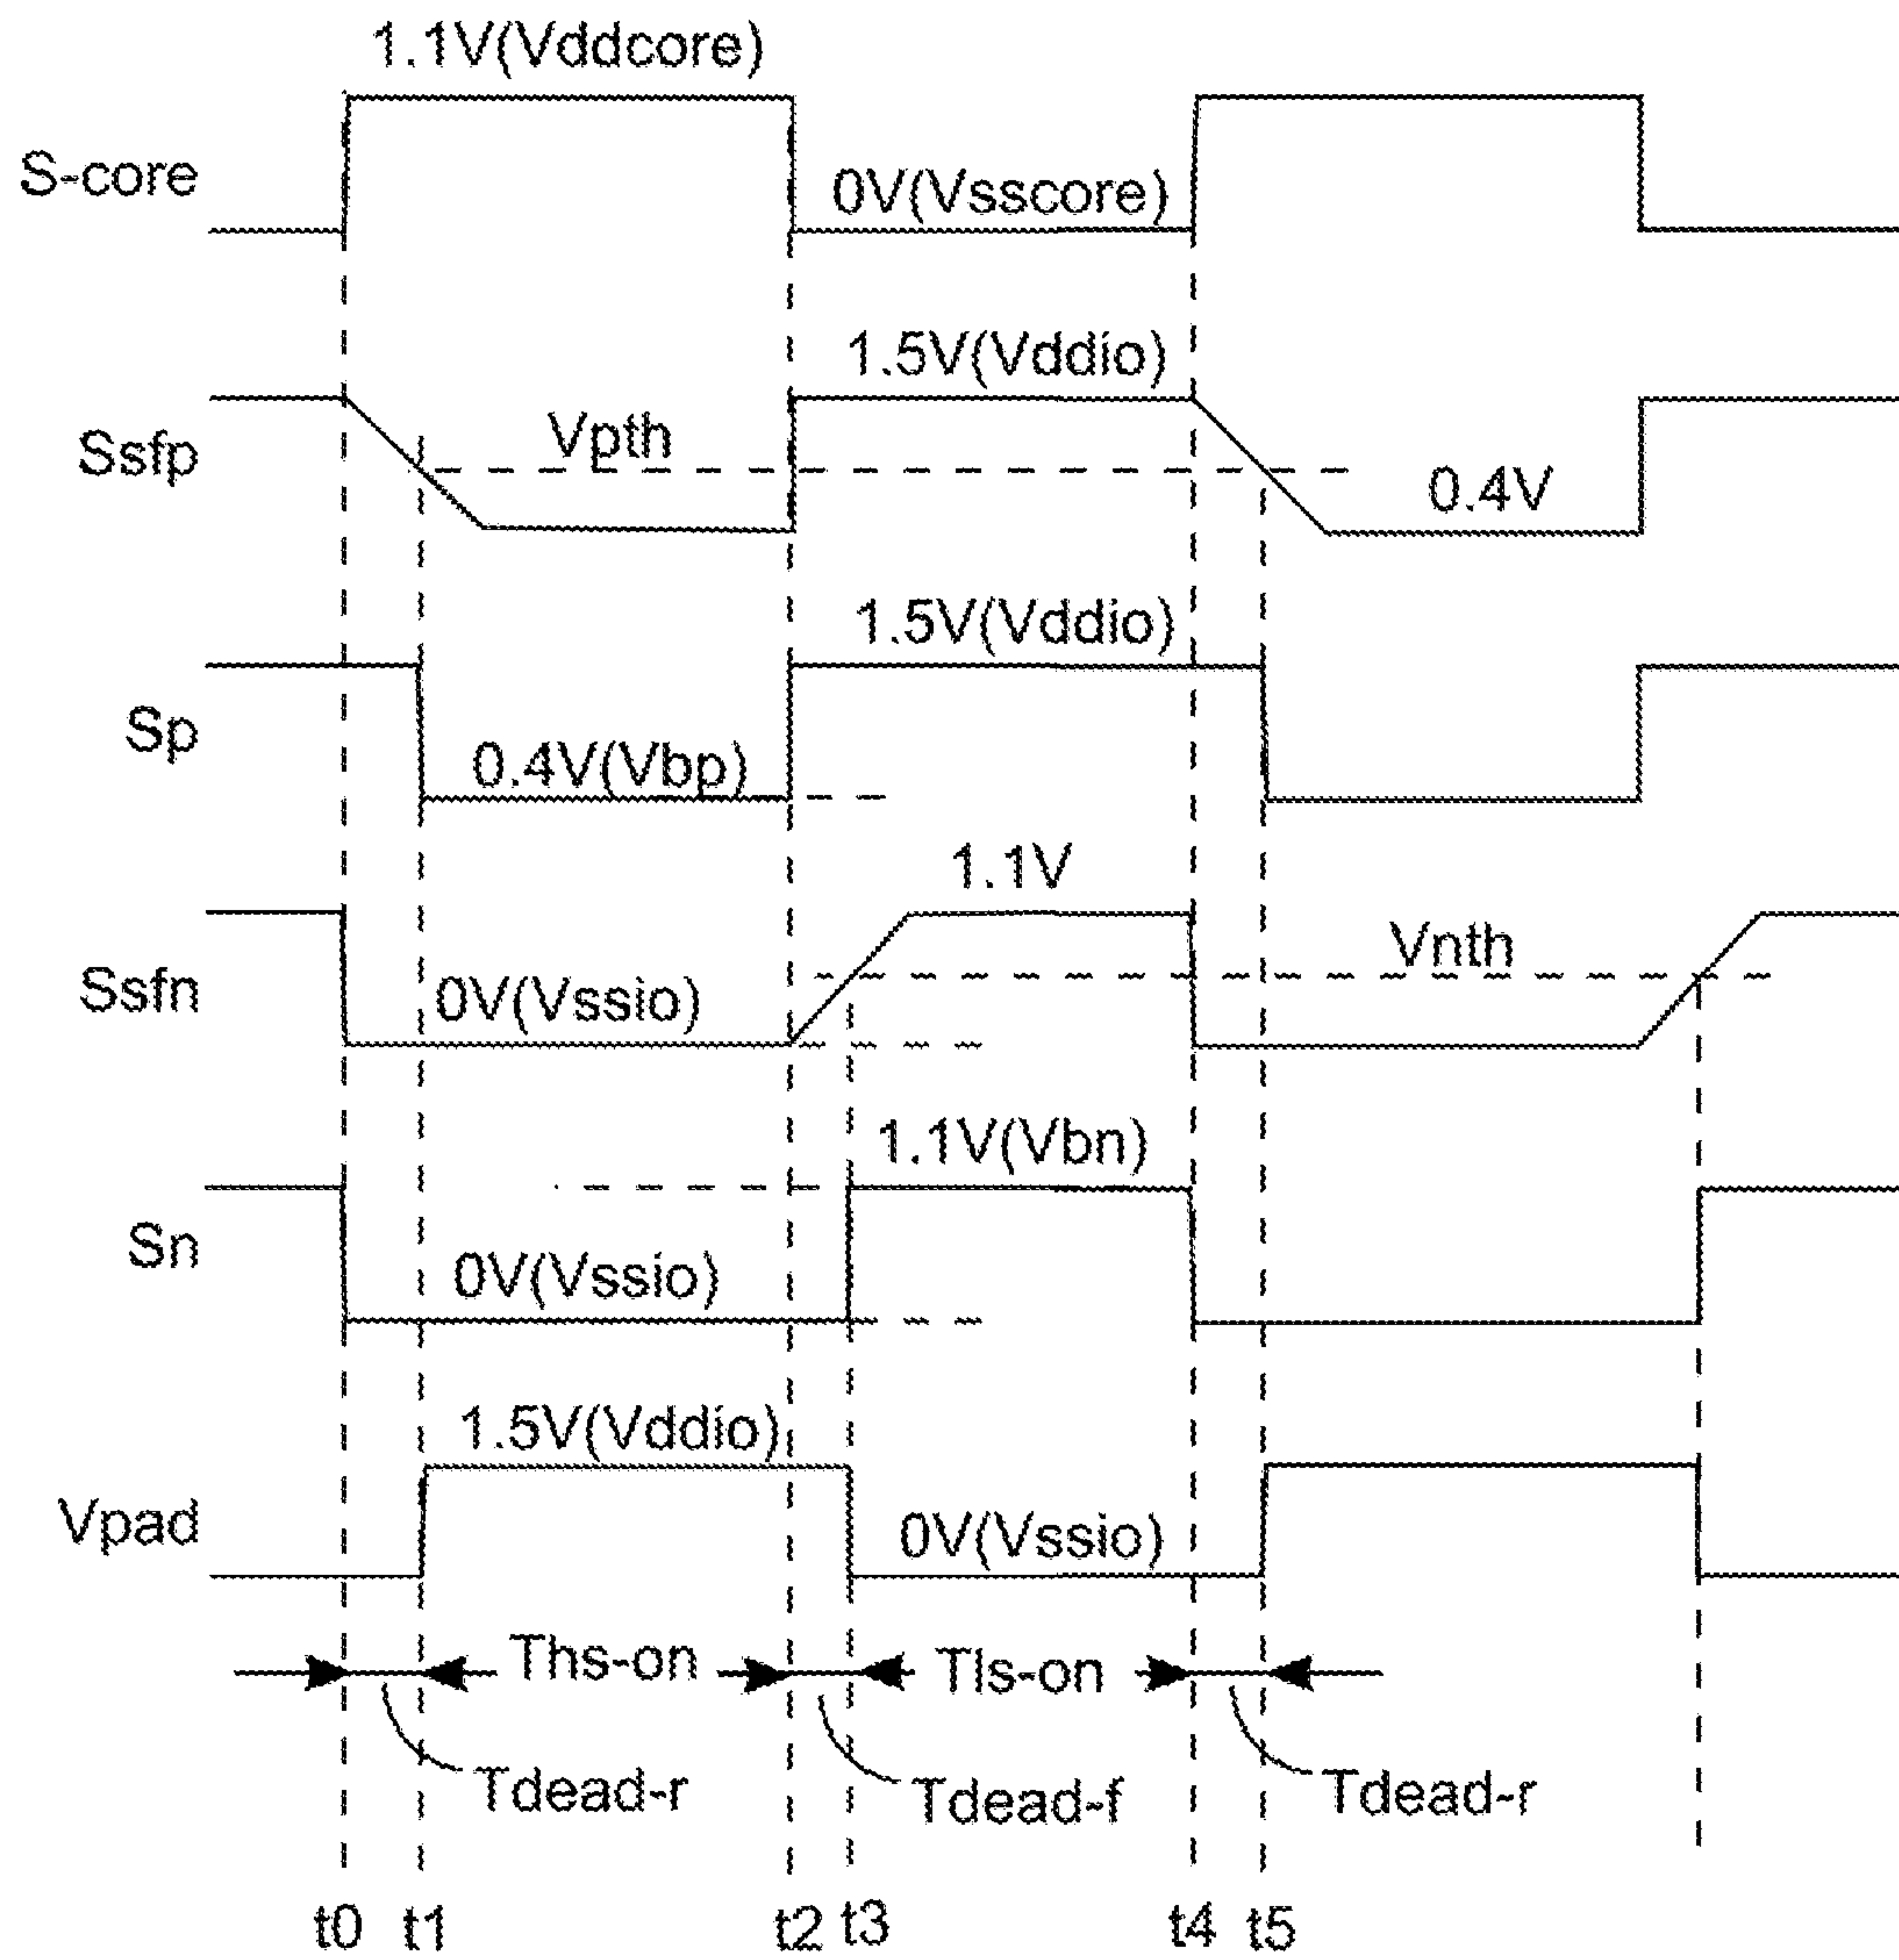 1.1V(Vddcore)
S-core
0V(Vsscore)
1.5V(Vddio)
Ssfp
Vpth
0.4V
1.5V(Vddio)
Sp
0.4V(Vbp)
1.1V
Ssfn
0V(Vssio)
Vnth
1.1V(Vbn)
Sn
0V(Vssio)
1.5V(Vddio)
Vpad
0V(Vssio)
Ths-on
Tls-on
Tdead-r
Tdead-f
Tdead-r
t0 t1 t2 t3 t4 t5